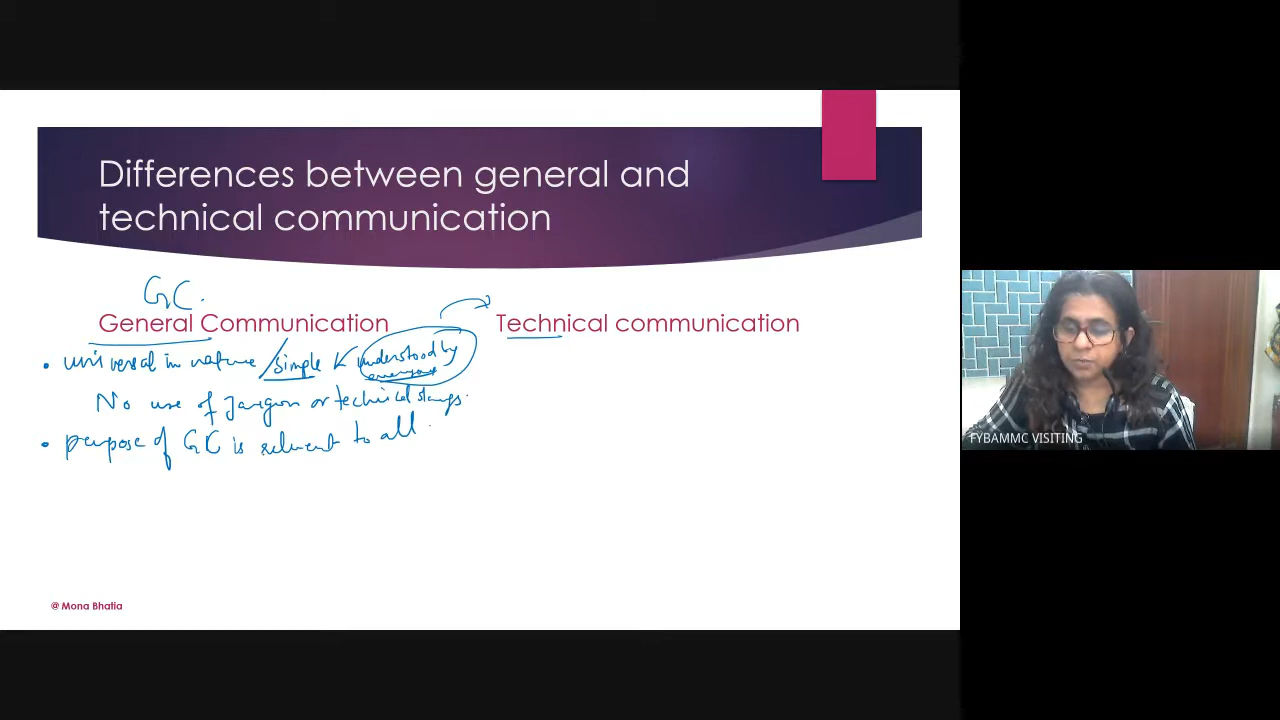 Differences between general and
technical communication
GC.
General Communication
Technical communication
• universal in nature / simple & understood by
everyone
No use of Jargon or technical slangs.
• purpose of GC is relevant to all.
@ Mona Bhatia
FYBAMMC VISITING